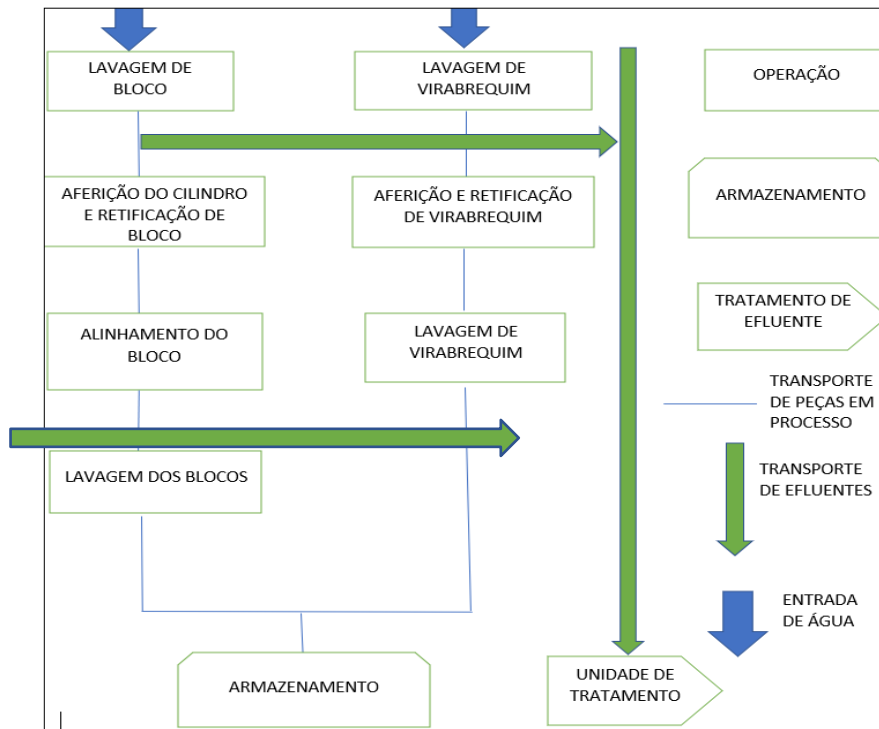 LAVAGEM DE
BLOCO
LAVAGEM DE
VIRABREQUIM
OPERAÇÃO
AFERIÇÃO DO CILINDRO
E RETIFICAÇÃO DE
BLOCO
AFERIÇÃO E RETIFICAÇÃO
DE VIRABREQUIM
ARMAZENAMENTO
ALINHAMENTO DO
BLOCO
LAVAGEM DE
VIRABREQUIM
TRATAMENTO DE
EFLUENTE
TRANSPORTE
DE PEÇAS EM
PROCESSO
LAVAGEM DOS BLOCOS
TRANSPORTE
DE EFLUENTES
ENTRADA
DE ÁGUA
ARMAZENAMENTO
UNIDADE DE
TRATAMENTO